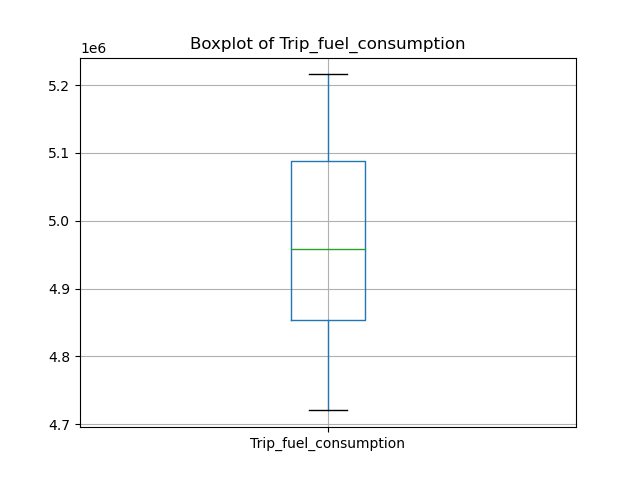 Boxplot of Trip_fuel_consumption
1e6
5.2
5.1
5.0
4.9
4.8
4.7
Trip_fuel_consumption